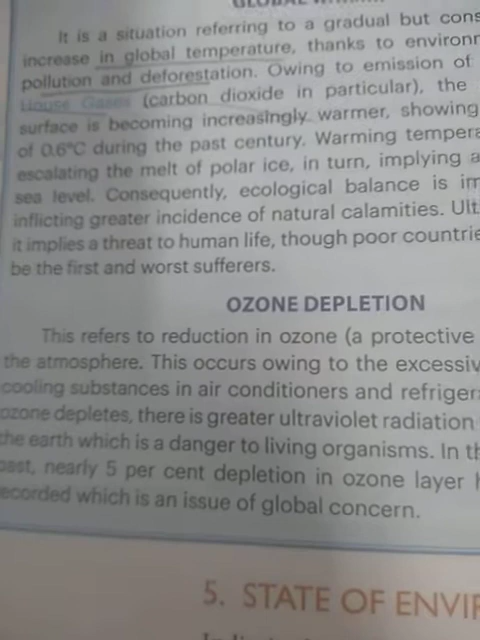 GLOBAL
It is a situation referring to a gradual but cons
increase in global temperature, thanks to environ
pollution and deforestation. Owing to emission of
House Gases (carbon dioxide in particular), the
surface is becoming increasingly warmer, showing
of 0.6°C during the past century. Warming tempera
escalating the melt of polar ice, in turn, implying a
sea level. Consequently, ecological balance is im
inflicting greater incidence of natural calamities. Ult
it implies a threat to human life, though poor countrie
be the first and worst sufferers.
OZONE DEPLETION
This refers to reduction in ozone (a protective
the atmosphere. This occurs owing to the excessiv
cooling substances in air conditioners and refriger
ozone depletes, there is greater ultraviolet radiation
the earth which is a danger to living organisms. In th
past, nearly 5 per cent depletion in ozone layer h
ecorded which is an issue of global concern.
5. STATE OF ENVIR